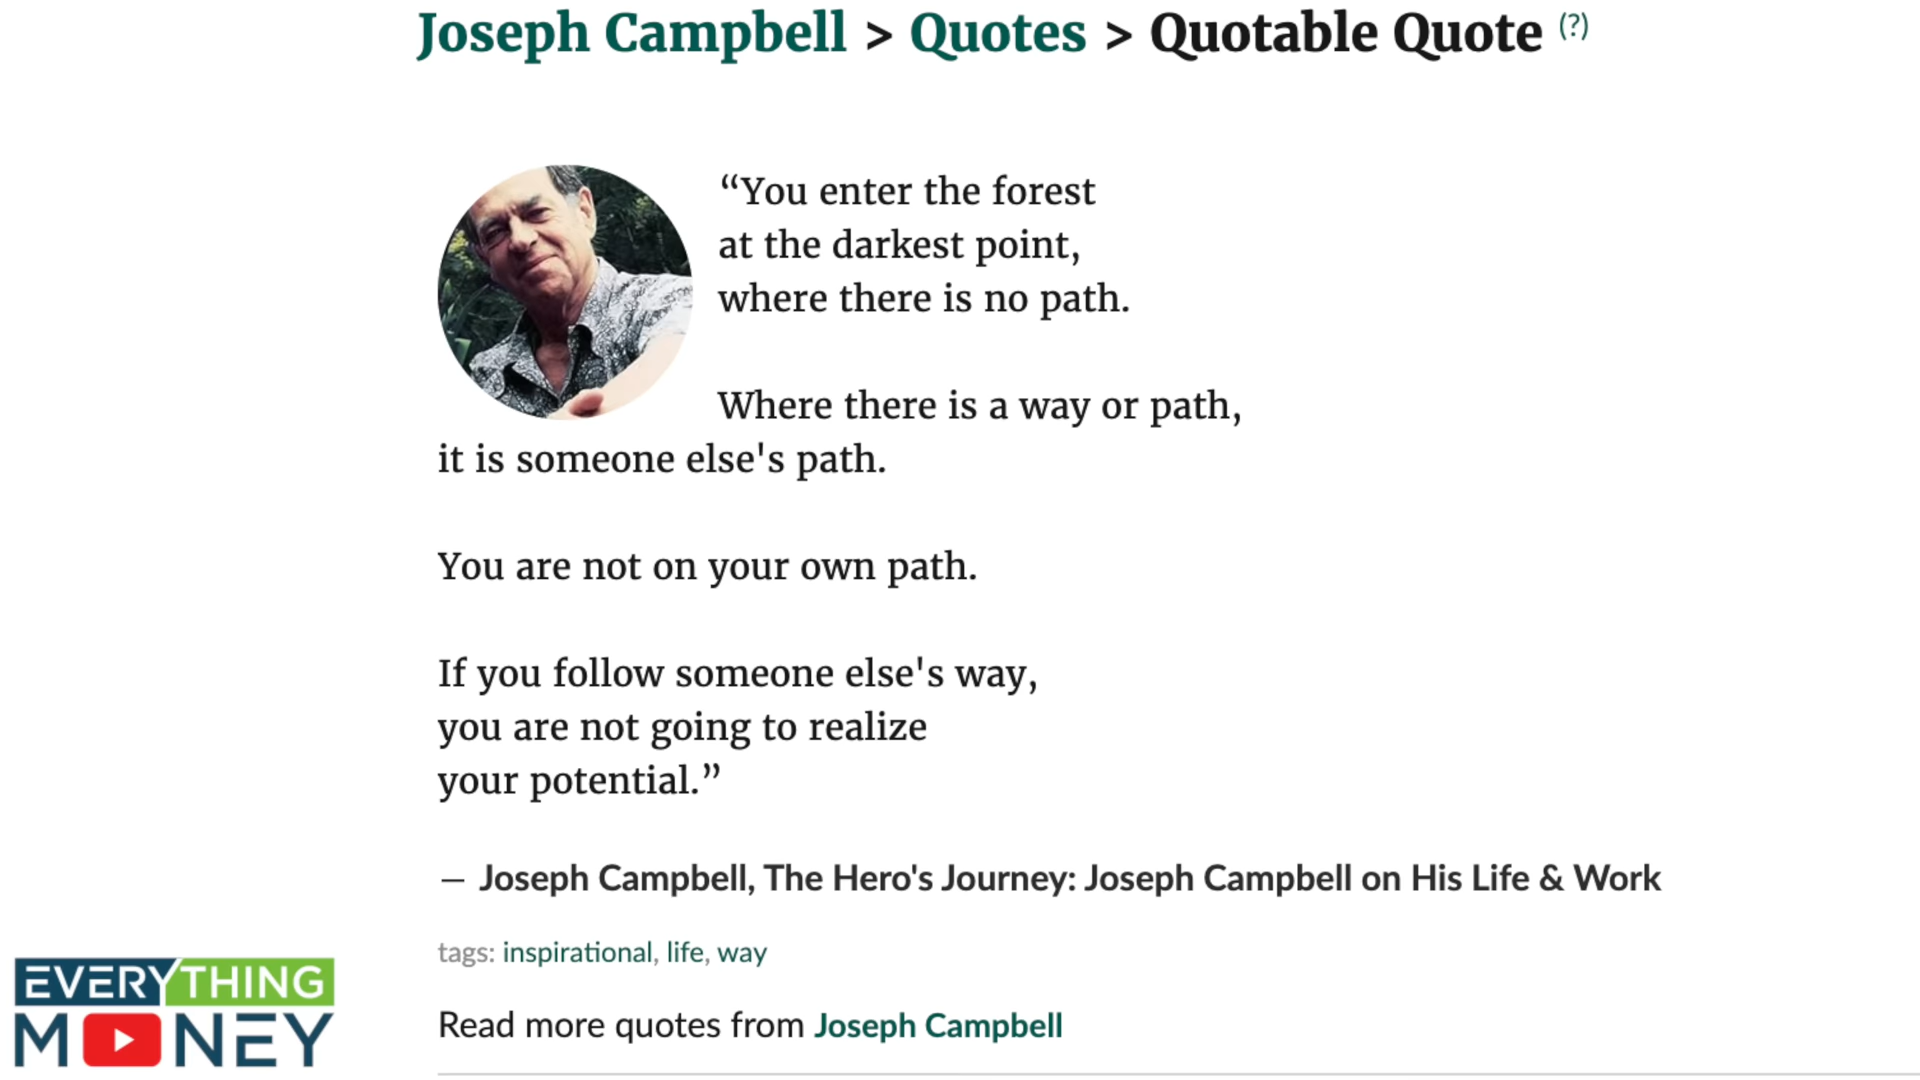 Joseph Campbell > Quotes > Quotable Quote (?)
“You enter the forest
at the darkest point,
where there is no path.
Where there is a way or path,
it is someone else's path.
You are not on your own path.
If you follow someone else's way,
you are not going to realize
your potential.”
— Joseph Campbell, The Hero's Journey: Joseph Campbell on His Life & Work
tags: inspirational, life, way
Read more quotes from Joseph Campbell
EVERYTHING
MONEY